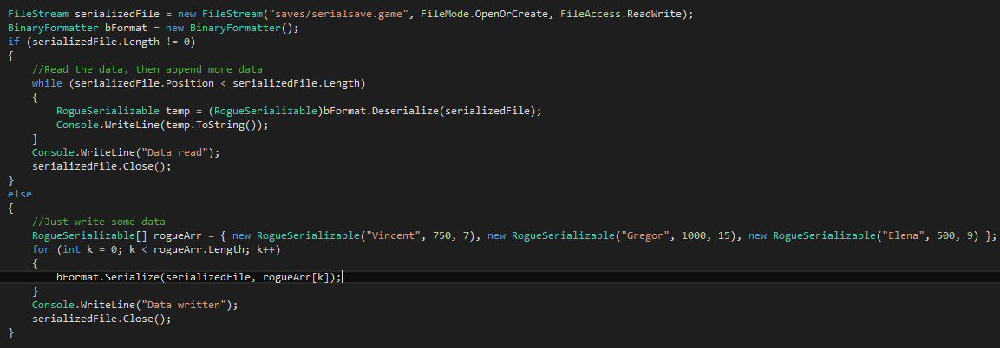 FileStream serializedFile = new FileStream("saves/serialsave.game", FileMode.OpenOrCreate, FileAccess.ReadWrite);
BinaryFormatter bFormat = new BinaryFormatter();
if (serializedFile.Length != 0)
{
    //Read the data, then append more data
    while (serializedFile.Position < serializedFile.Length)
    {
        RogueSerializable temp = (RogueSerializable)bFormat.Deserialize(serializedFile);
        Console.WriteLine(temp.ToString());
    }
    Console.WriteLine("Data read");
    serializedFile.Close();
}
else
{
    //Just write some data
    RogueSerializable[] rogueArr = { new RogueSerializable("Vincent", 750, 7), new RogueSerializable("Gregor", 1000, 15), new RogueSerializable("Elena", 500, 9) };
    for (int k = 0; k < rogueArr.Length; k++)
    {
        bFormat.Serialize(serializedFile, rogueArr[k]);
    }
    Console.WriteLine("Data written");
    serializedFile.Close();
}